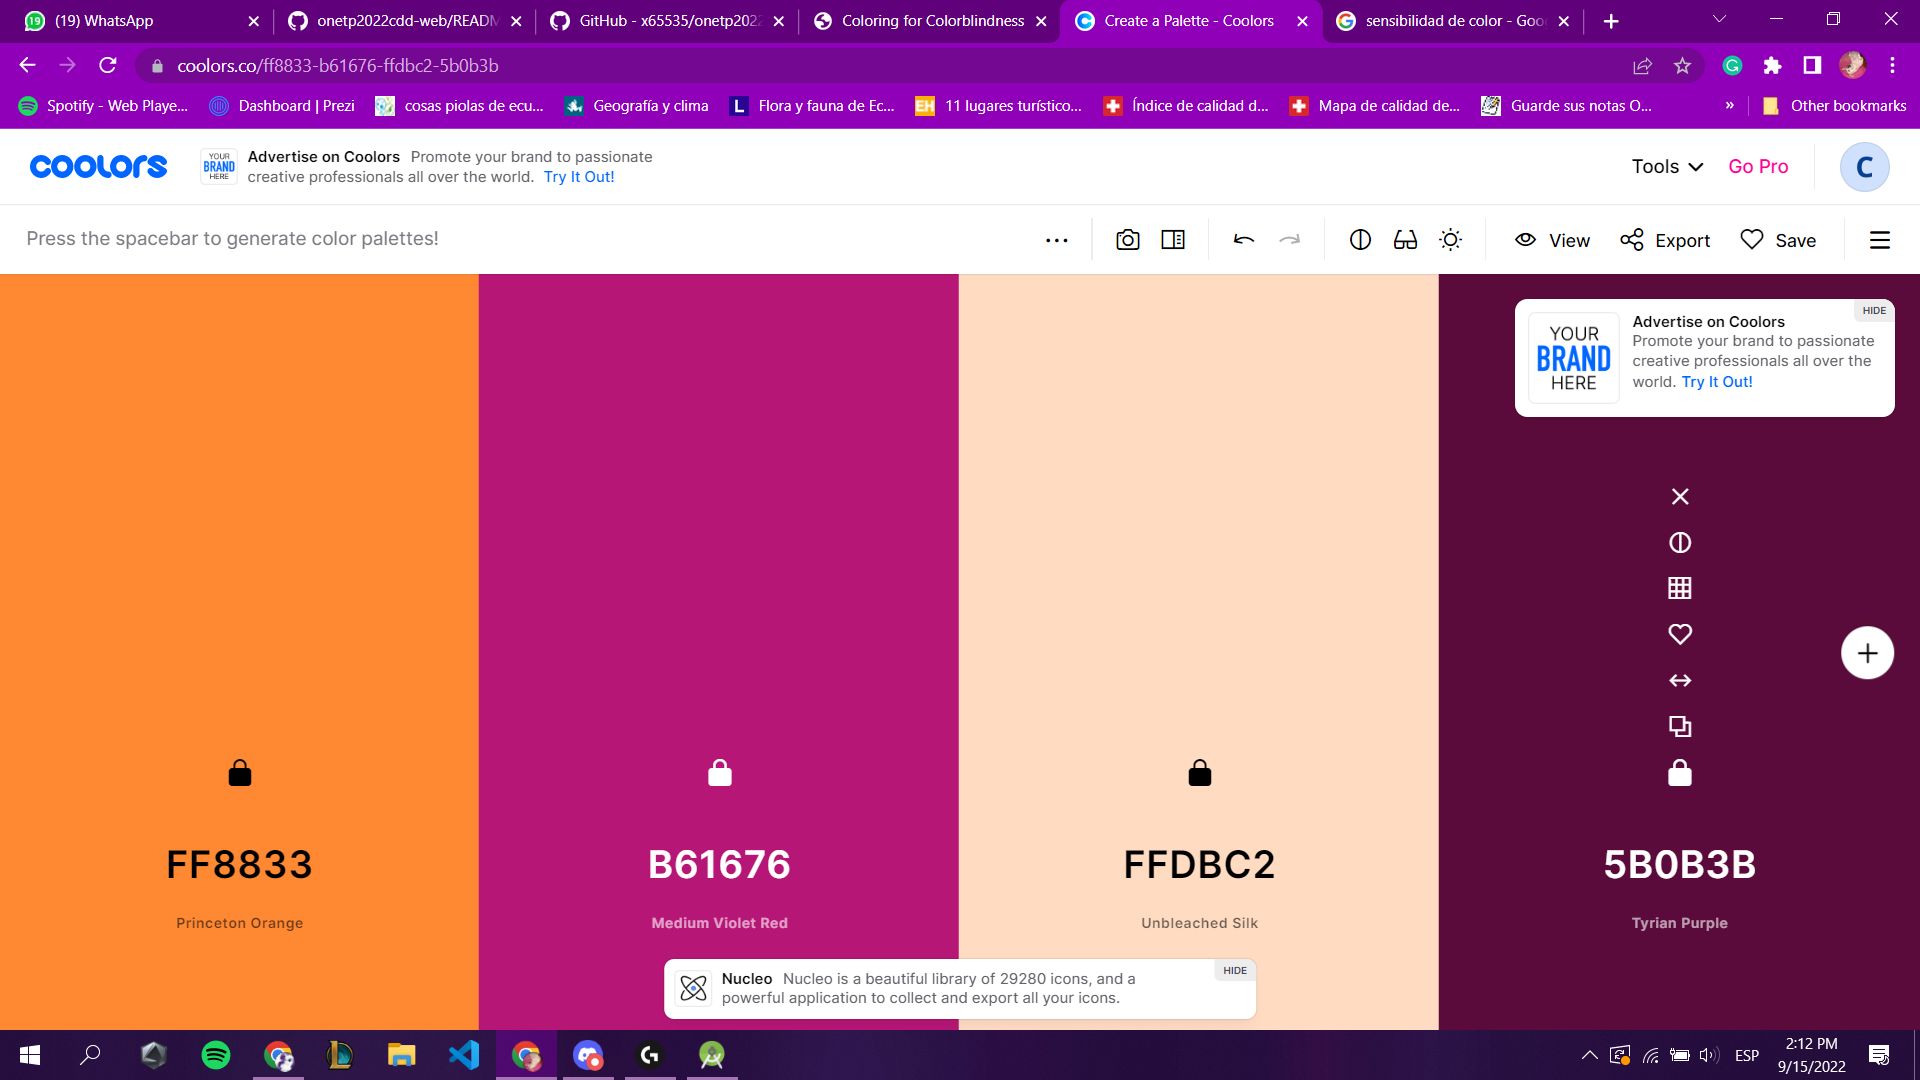 (19) WhatsApp
onetp2022cdd-web/READM
GitHub - x65535/onetp2022
Coloring for Colorblindness
Create a Palette - Coolors
sensibilidad de color - Goo
coolors.co/ff8833-b61676-ffdbc2-5b0b3b
Spotify - Web Playe...
Dashboard | Prezi
cosas piolas de ecu...
Geografía y clima
Flora y fauna de Ec...
11 lugares turístico...
Índice de calidad d...
Mapa de calidad de...
Guarde sus notas O...
»
Other bookmarks
coolors
YOUR
BRAND
HERE
Advertise on Coolors Promote your brand to passionate
creative professionals all over the world. Try It Out!
Tools
Go Pro
C
Press the spacebar to generate color palettes!
View
Export
Save
HIDE
YOUR
BRAND
HERE
Advertise on Coolors
Promote your brand to passionate
creative professionals all over the
world. Try It Out!
FF8833
B61676
FFDBC2
5B0B3B
Princeton Orange
Medium Violet Red
Unbleached Silk
Tyrian Purple
HIDE
Nucleo Nucleo is a beautiful library of 29280 icons, and a
powerful application to collect and export all your icons.
ESP
2:12 PM
9/15/2022